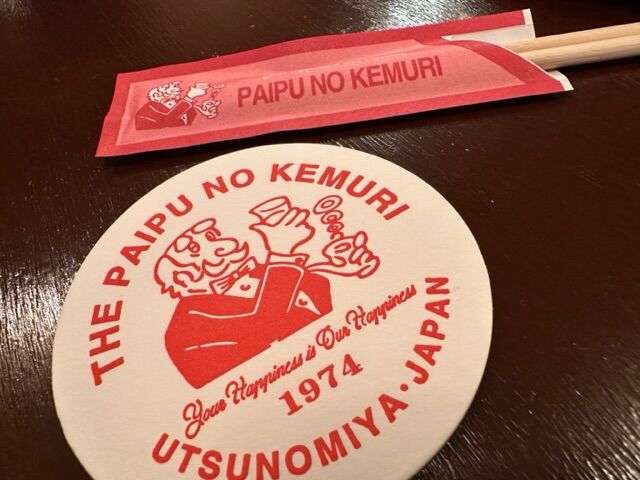 PAIPU NO KEMURI
THE PAIPU NO KEMURI
Your Happiness is Our Happiness
1974
UTSUNOMIYA・JAPAN